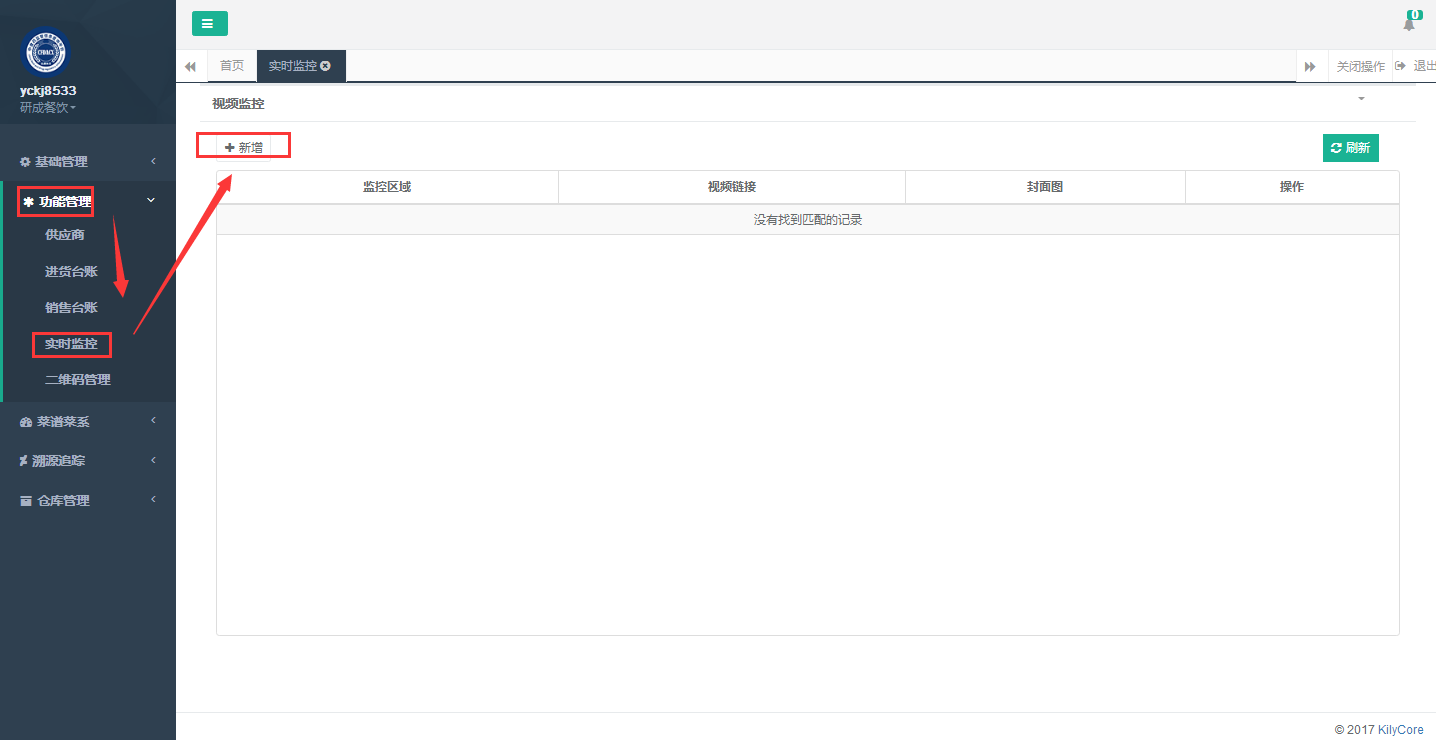 yckj8533
研成餐饮
基础管理
功能管理
供应商
进货台账
销售台账
实时监控
二维码管理
菜谱菜系
溯源追踪
仓库管理
0
首页 实时监控 关闭操作 退出
视频监控
新增 刷新
监控区域 视频链接 封面图 操作
没有找到匹配的记录
© 2017 KilyCore